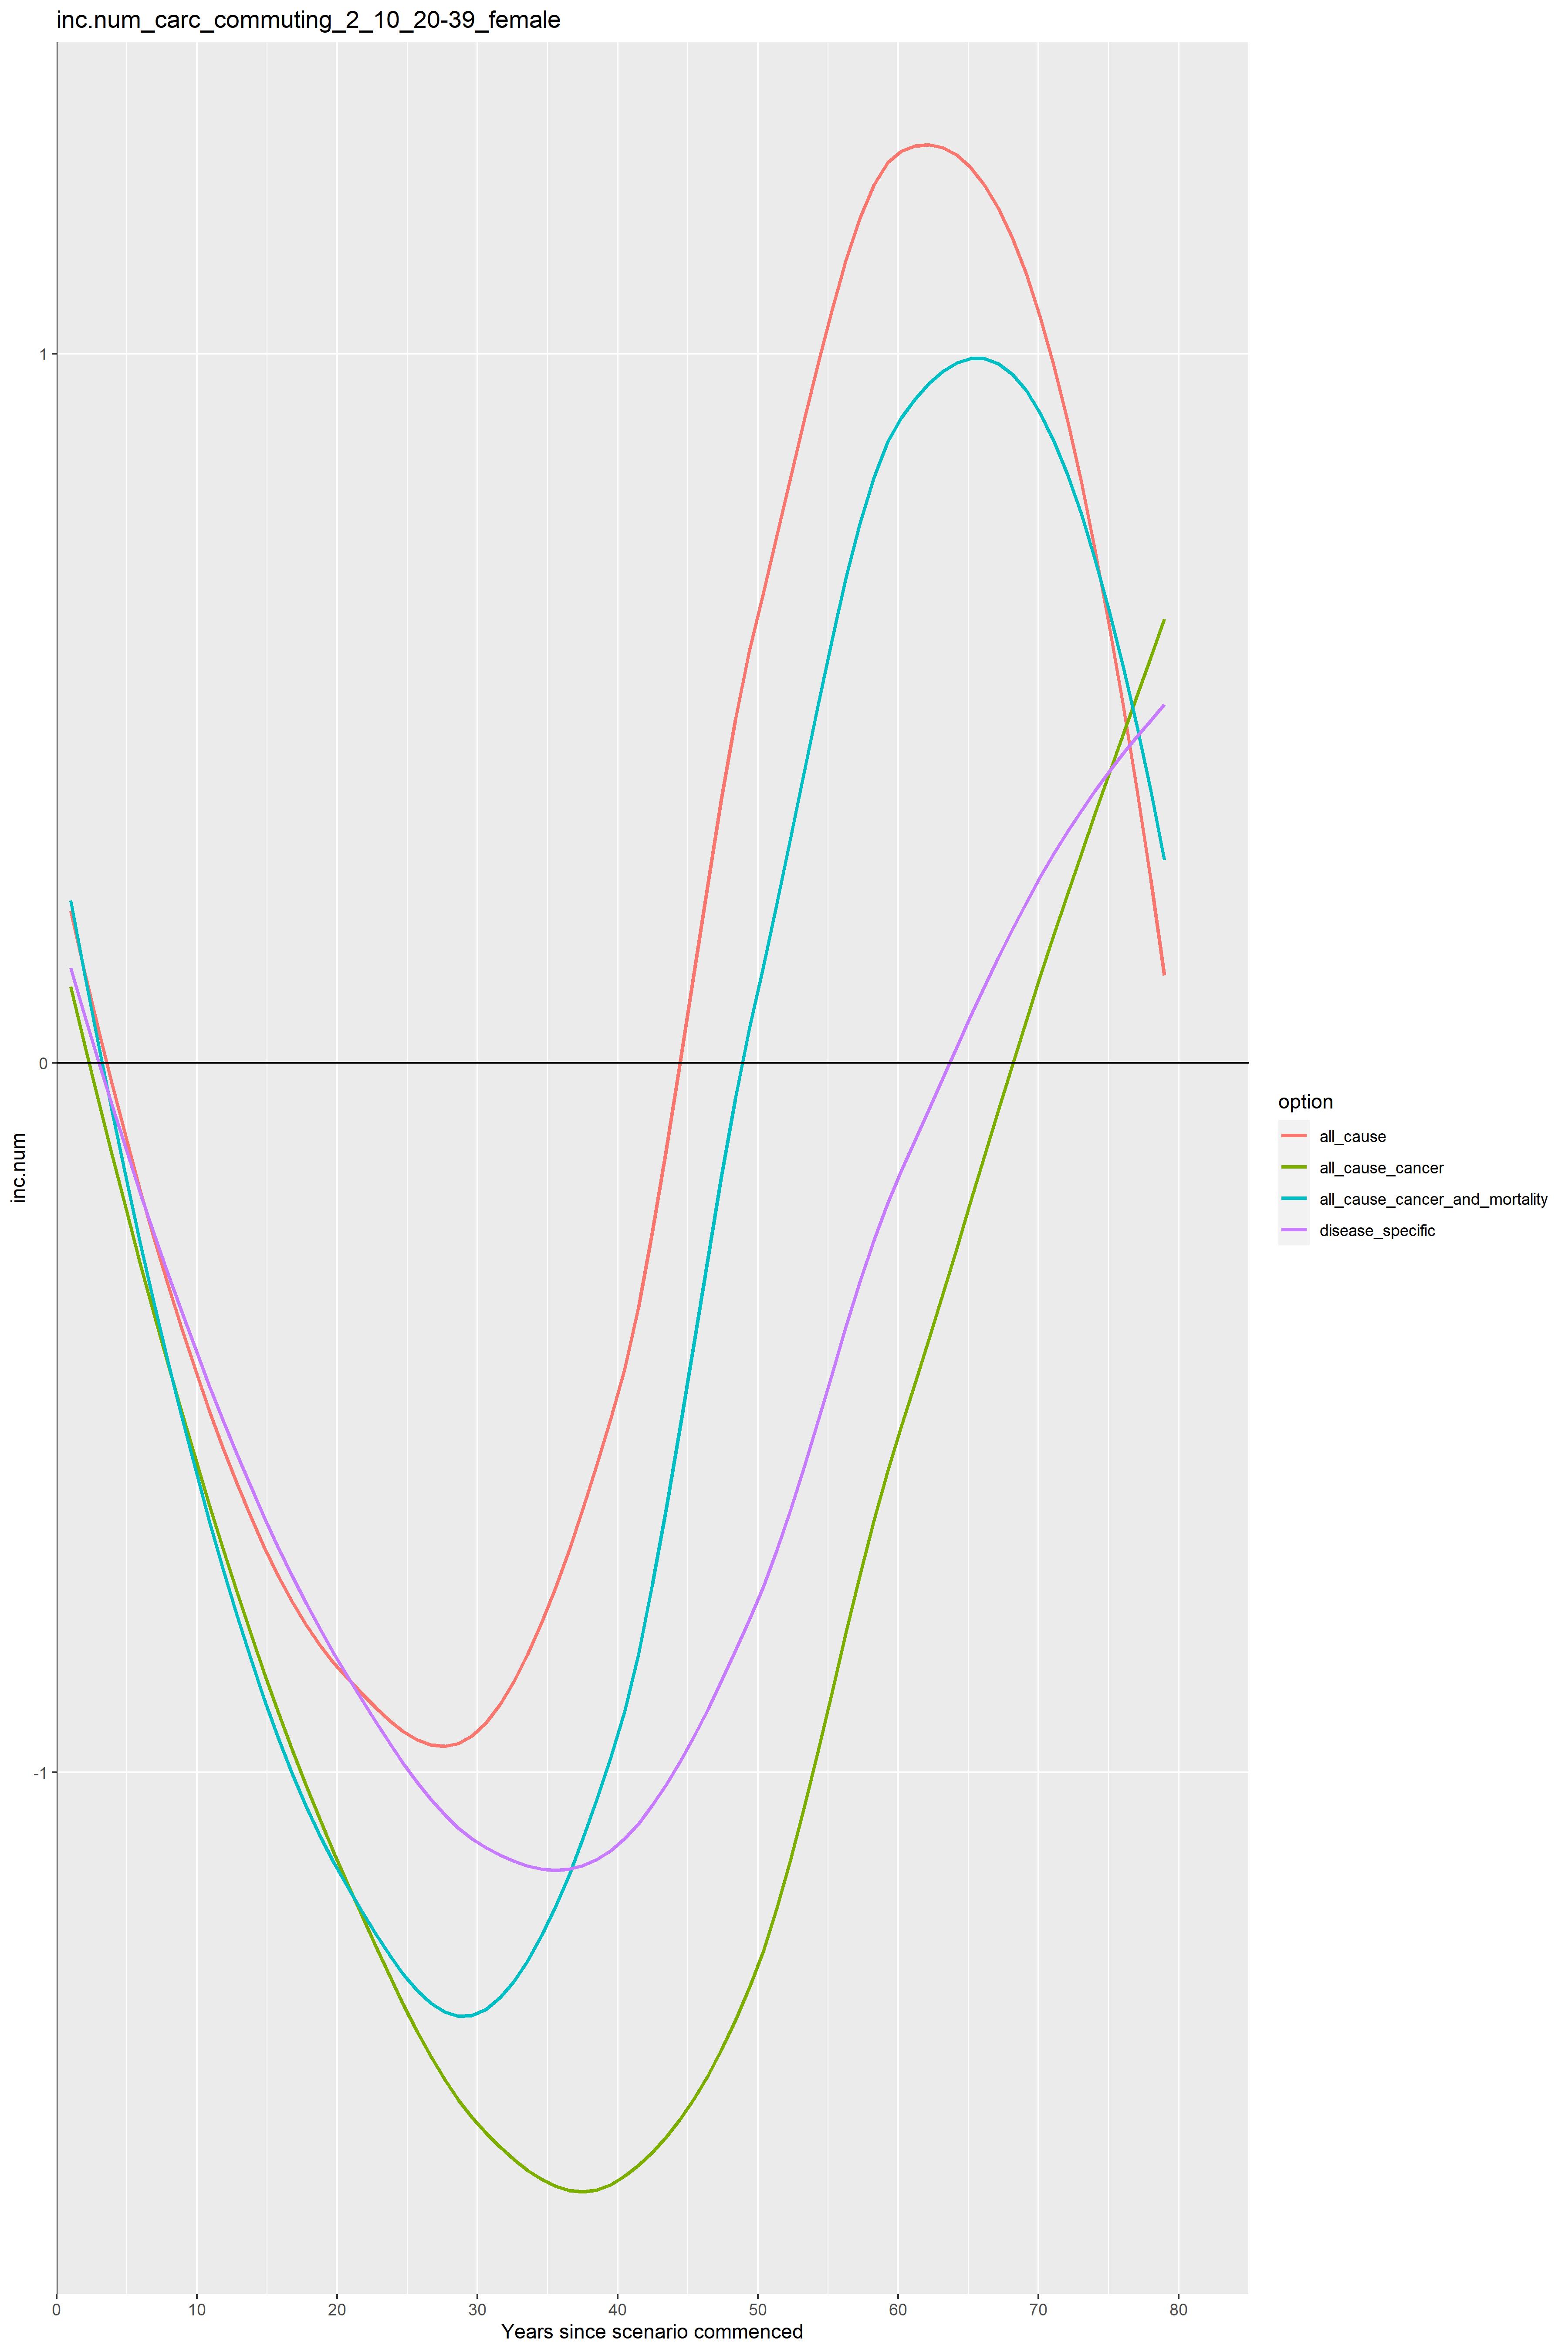 inc.num_carc_commuting_2_10_20-39_female
1
0
-1
inc.num
0 10 20 30 40 50 60 70 80
Years since scenario commenced
option
all_cause
all_cause_cancer
all_cause_cancer_and_mortality
disease_specific